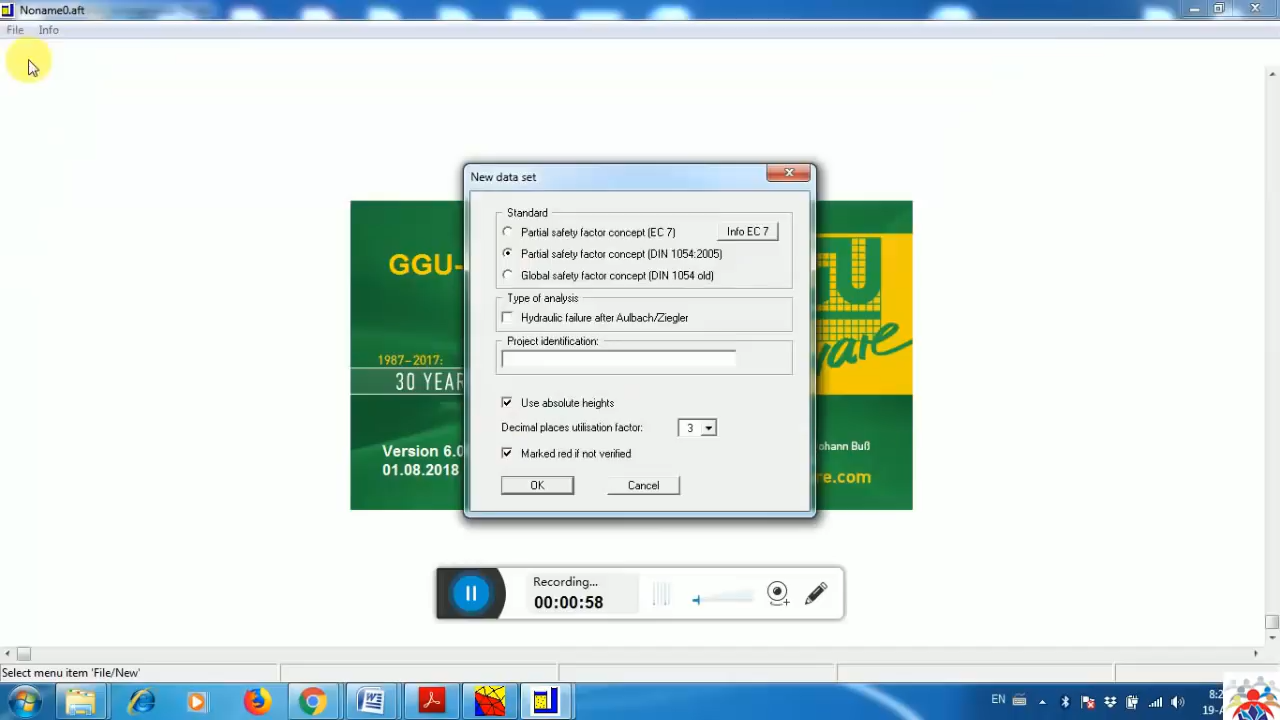 Noname0.aft
File Info
New data set
Standard
Partial safety factor concept (EC 7)
Info EC 7
Partial safety factor concept (DIN 1054:2005)
Global safety factor concept (DIN 1054 old)
Type of analysis
Hydraulic failure after Aulbach/Ziegler
Project identification:
Use absolute heights
Decimal places utilisation factor: 3
Marked red if not verified
OK Cancel
GGU-
1987-2017:
30 YEAR
Version 6.0
01.08.2018
ohann Buß
re.com
Recording...
00:00:58
Select menu item 'File/New'
EN